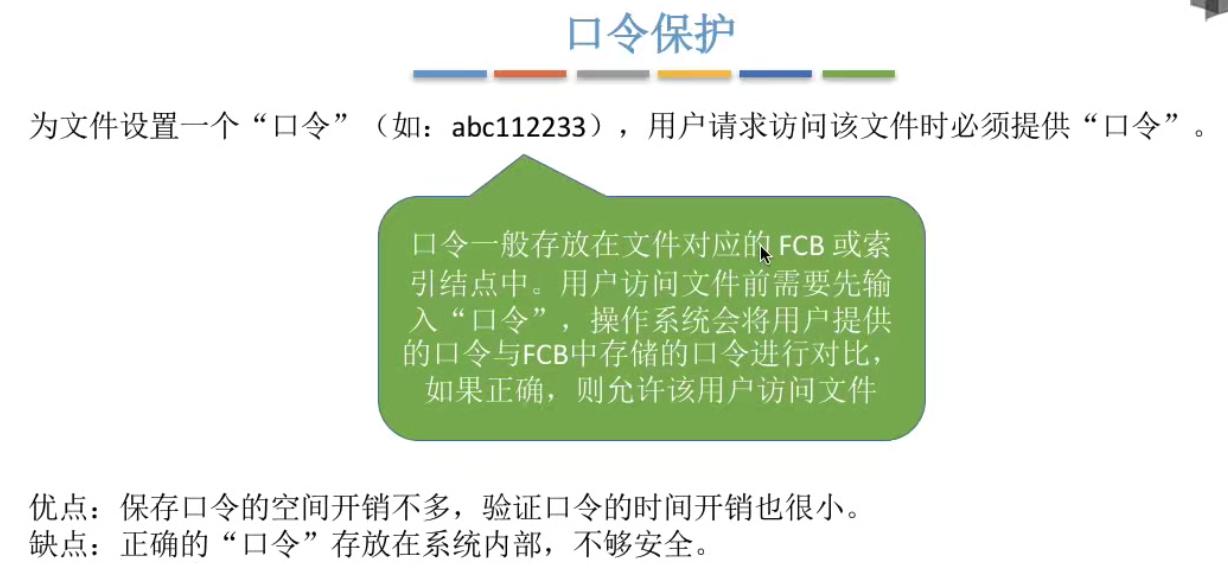 口令保护
为文件设置一个“口令”（如：abc112233），用户请求访问该文件时必须提供“口令”。
口令一般存放在文件对应的 FCB 或索
引结点中。用户访问文件前需要先输
入“口令”，操作系统会将用户提供
的口令与FCB中存储的口令进行对比，
如果正确，则允许该用户访问文件
优点：保存口令的空间开销不多，验证口令的时间开销也很小。
缺点：正确的“口令”存放在系统内部，不够安全。